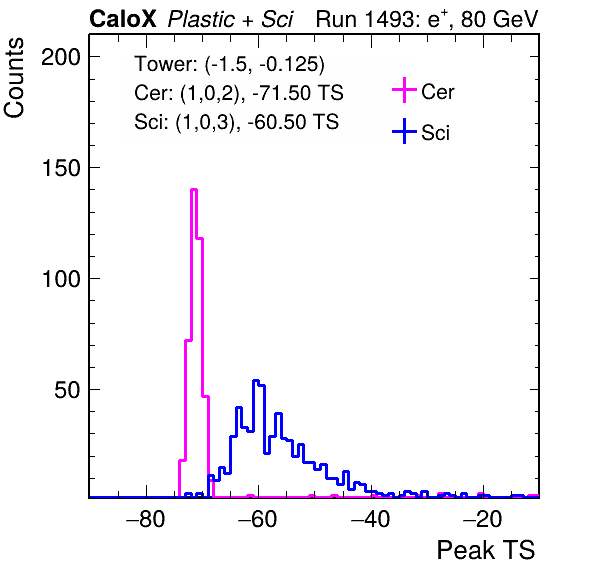 CaloX Plastic + Sci Run 1493: e⁺, 80 GeV
Counts
Tower: (-1.5, -0.125)
Cer: (1,0,2), -71.50 TS
Sci: (1,0,3), -60.50 TS
Cer
Sci
200
150
100
50
−80 −60 −40 −20
Peak TS